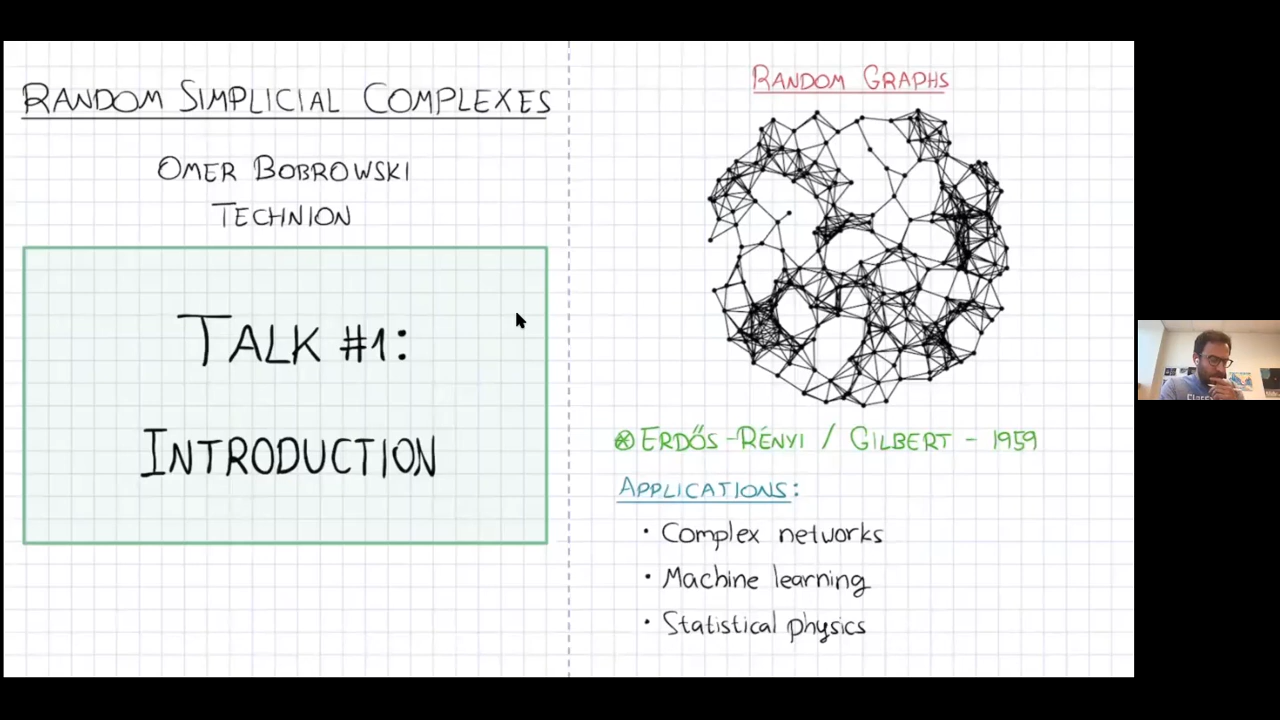 RANDOM SIMPLICIAL COMPLEXES
OMER BOBROWSKI
TECHNION
TALK #1:
INTRODUCTION
RANDOM GRAPHS
ERDŐS-RÉNYI / GILBERT - 1959
APPLICATIONS:
• Complex networks
• Machine learning
• Statistical physics